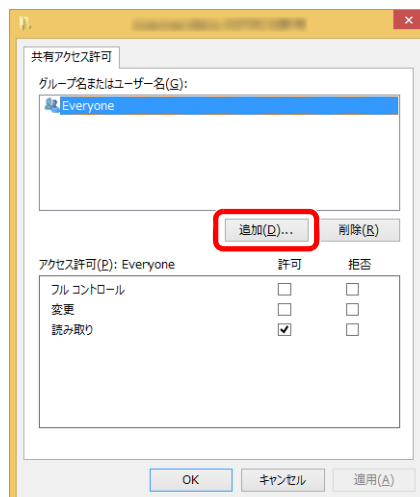 共有アクセス許可
グループ名またはユーザー名(G):
Everyone
追加(D)... 削除(R)
アクセス許可(P): Everyone 許可 拒否
フル コントロール
変更
読み取り
OK キャンセル 適用(A)